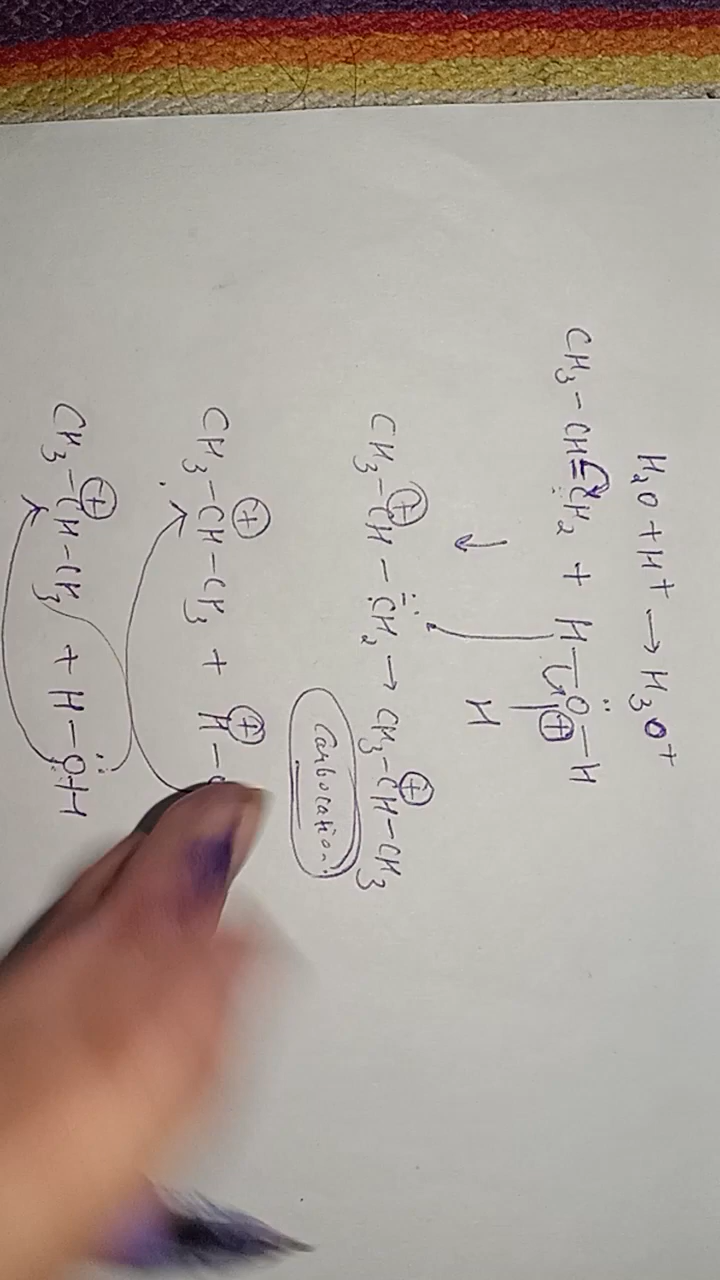 H₂O + H⁺ → H₃O⁺
CH₃ – CH = CH₂ + H – Ö – H
⊕
↓ H
CH₃ – CH⊕ – CH₂ → CH₃ – CH⊕ – CH₃
Carbocation
CH₃ – CH⊕ – CH₃ + H⊕ –
CH₃ – CH⊕ – CH₃ + H – Ö – H